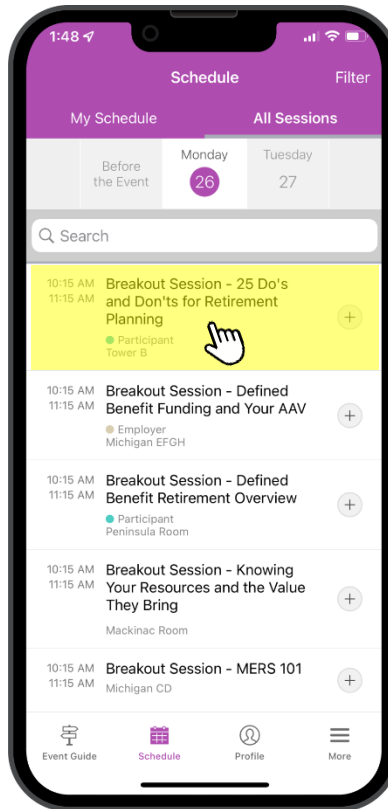 1:48
Schedule
Filter
My Schedule
All Sessions
Before
the Event
Monday
26
Tuesday
27
Search
10:15 AM
11:15 AM
Breakout Session - 25 Do's
and Don'ts for Retirement
Planning
Participant
Tower B
10:15 AM
11:15 AM
Breakout Session - Defined
Benefit Funding and Your AAV
Employer
Michigan EFGH
10:15 AM
11:15 AM
Breakout Session - Defined
Benefit Retirement Overview
Participant
Peninsula Room
10:15 AM
11:15 AM
Breakout Session - Knowing
Your Resources and the Value
They Bring
Mackinac Room
10:15 AM
11:15 AM
Breakout Session - MERS 101
Michigan CD
Event Guide
Schedule
Profile
More